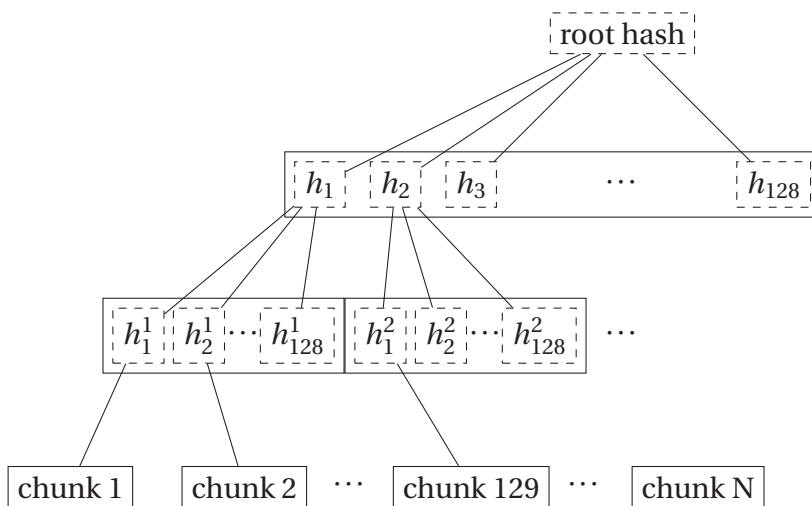 root hash
h₁ h₂ h₃ ⋯ h₁₂₈
h¹₁ h¹₂ ⋯ h¹₁₂₈ h²₁ h²₂ ⋯ h²₁₂₈ ⋯
chunk 1 chunk 2 ⋯ chunk 129 ⋯ chunk N